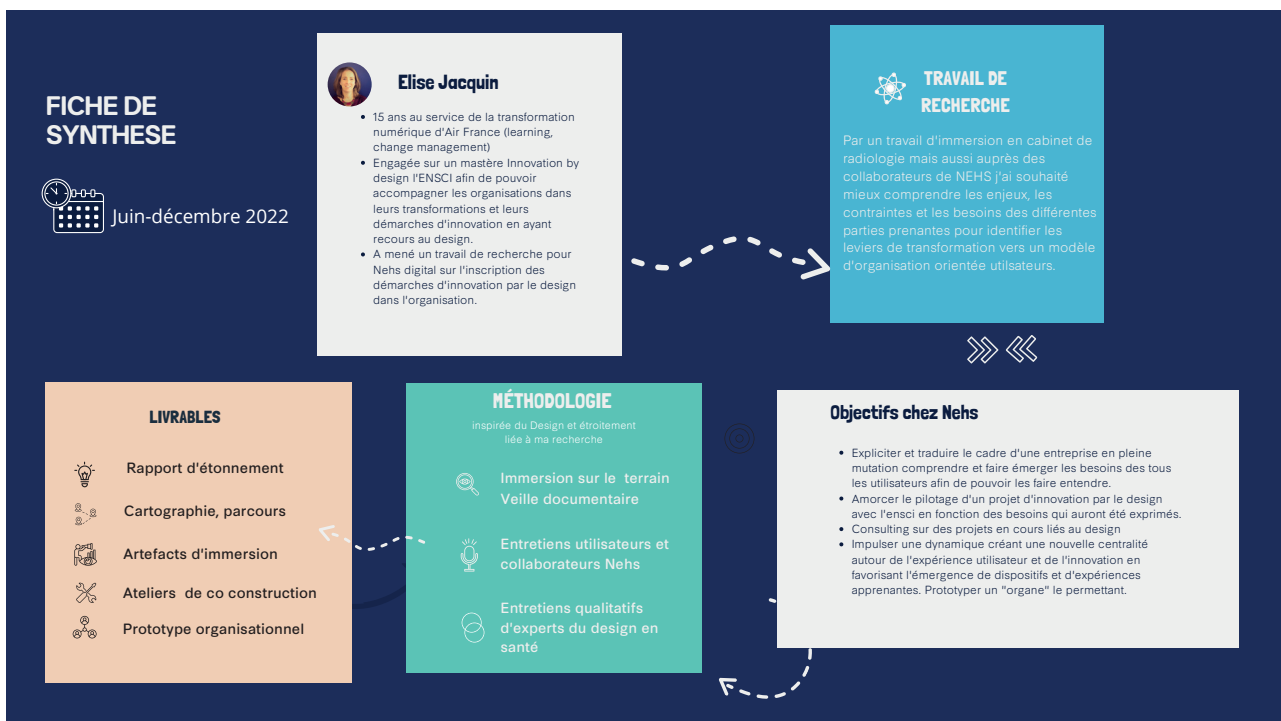 FICHE DE
SYNTHESE
Juin-décembre 2022
Elise Jacquin
15 ans au service de la transformation
numérique d'Air France (learning,
change management)
Engagée sur un mastère Innovation by
design l'ENSCI afin de pouvoir
accompagner les organisations dans
leurs transformations et leurs
démarches d'innovation en ayant
recours au design.
A mené un travail de recherche pour
Nehs digital sur l'inscription des
démarches d'innovation par le design
dans l'organisation.
TRAVAIL DE
RECHERCHE
Par un travail d'immersion en cabinet de
radiologie mais aussi auprès des
collaborateurs de NEHS j'ai souhaité
mieux comprendre les enjeux, les
contraintes et les besoins des différentes
parties prenantes pour identifier les
leviers de transformation vers un modèle
d'organisation orientée utilsateurs.
Objectifs chez Nehs
Expliciter et traduire le cadre d'une entreprise en pleine
mutation comprendre et faire émerger les besoins des tous
les utilisateurs afin de pouvoir les faire entendre.
Amorcer le pilotage d'un projet d'innovation par le design
avec l'ensci en fonction des besoins qui auront été exprimés.
Consulting sur des projets en cours liés au design
Impulser une dynamique créant une nouvelle centralité
autour de l'expérience utilisateur et de l'innovation en
favorisant l'émergence de dispositifs et d'expériences
apprenantes. Prototyper un "organe" le permettant.
MÉTHODOLOGIE
inspirée du Design et étroitement
liée à ma recherche
Immersion sur le terrain
Veille documentaire
Entretiens utilisateurs et
collaborateurs Nehs
Entretiens qualitatifs
d'experts du design en
santé
LIVRABLES
Rapport d'étonnement
Cartographie, parcours
Artefacts d'immersion
Ateliers de co construction
Prototype organisationnel